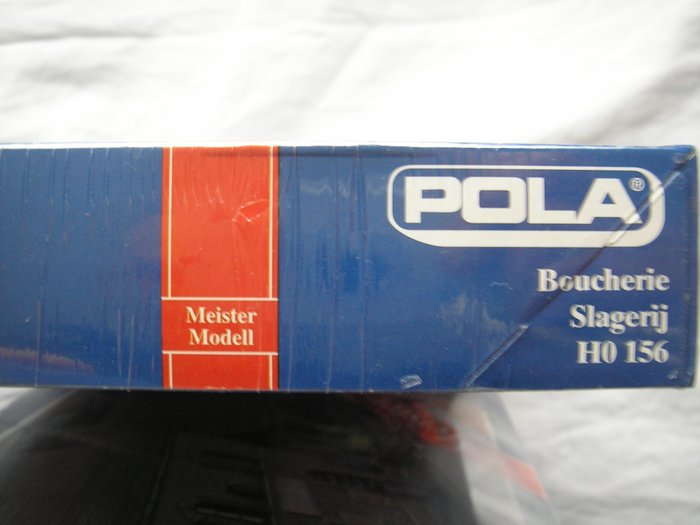 POLA®
Boucherie
Slagerij
H0 156
Meister
Modell